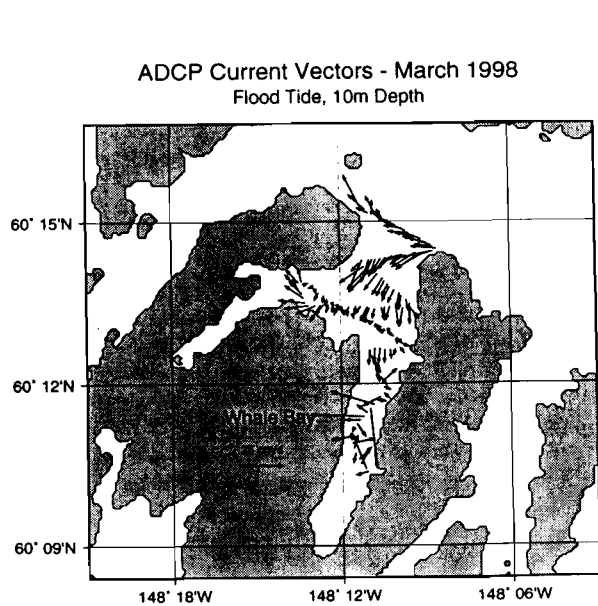 ADCP Current Vectors - March 1998
Flood Tide, 10m Depth
60° 15'N
60° 12'N
Whale Bay
60° 09'N
148° 18'W
148° 12'W
148° 06'W